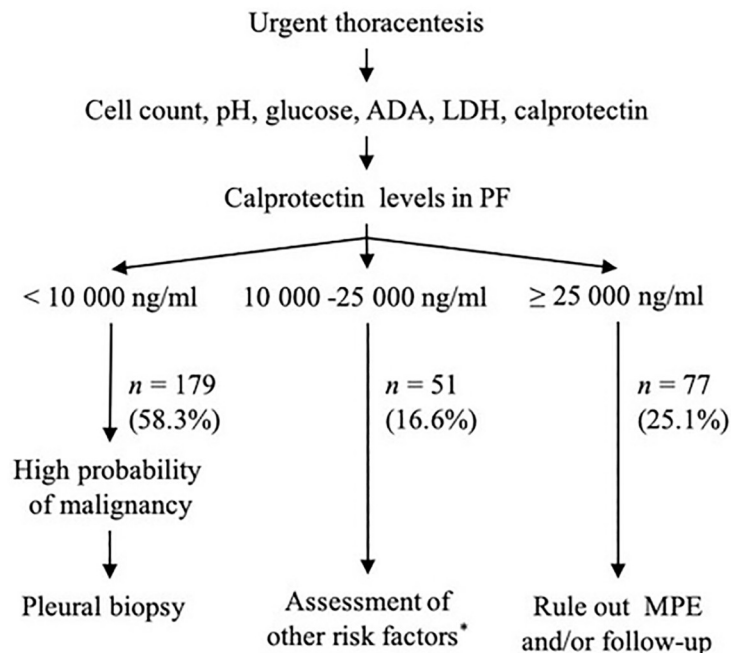 Urgent thoracentesis
Cell count, pH, glucose, ADA, LDH, calprotectin
Calprotectin levels in PF
< 10 000 ng/ml
10 000 -25 000 ng/ml
≥ 25 000 ng/ml
n = 179
(58.3%)
n = 51
(16.6%)
n = 77
(25.1%)
High probability
of malignancy
Pleural biopsy
Assessment of
other risk factors*
Rule out MPE
and/or follow-up